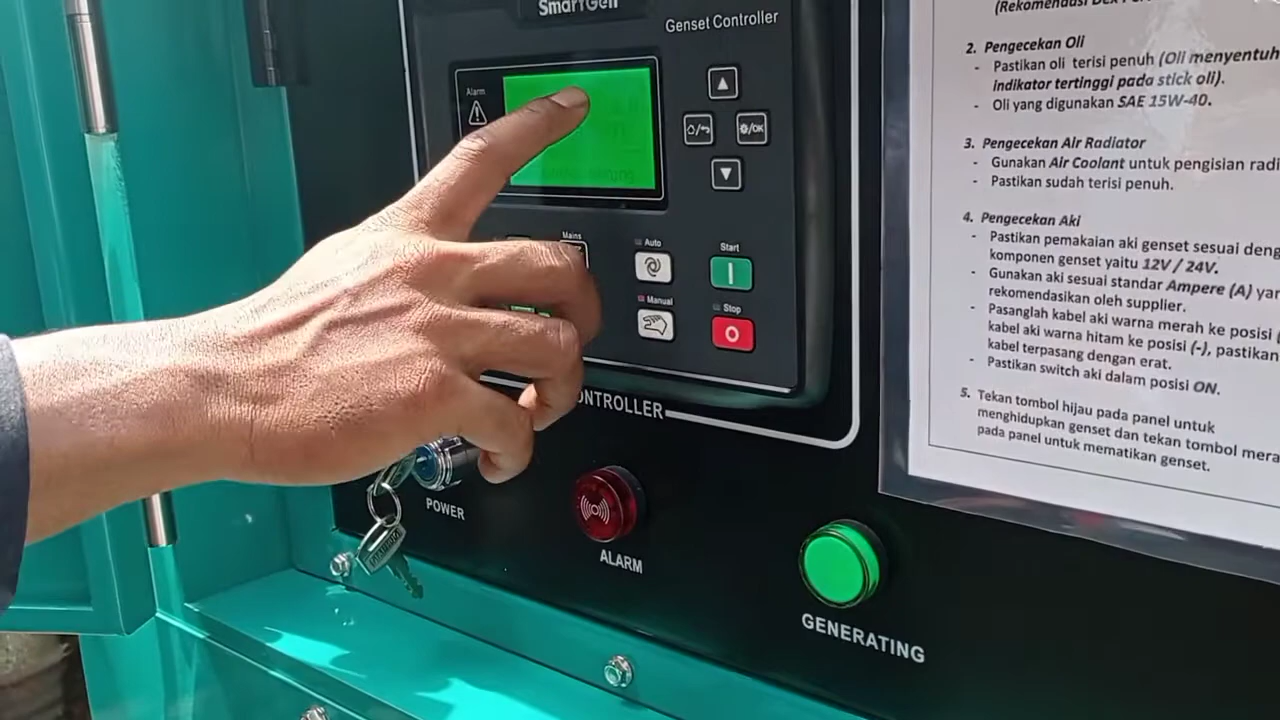 SmartGen
Genset Controller
Alarm
Mains
Auto
Start
Manual
Stop
OK
CONTROLLER
POWER
ALARM
GENERATING
(Rekomendasi Dex
2. Pengecekan Oli
- Pastikan oli terisi penuh (Oli menyentuh
indikator tertinggi pada stick oli).
- Oli yang digunakan SAE 15W-40.
3. Pengecekan Air Radiator
- Gunakan Air Coolant untuk pengisian radi
- Pastikan sudah terisi penuh.
4. Pengecekan Aki
- Pastikan pemakaian aki genset sesuai deng
komponen genset yaitu 12V / 24V.
- Gunakan aki sesuai standar Ampere (A) yan
rekomendasikan oleh supplier.
- Pasanglah kabel aki warna merah ke posisi (
kabel aki warna hitam ke posisi (-), pastikan
kabel terpasang dengan erat.
- Pastikan switch aki dalam posisi ON.
5. Tekan tombol hijau pada panel untuk
menghidupkan genset dan tekan tombol mera
pada panel untuk mematikan genset.